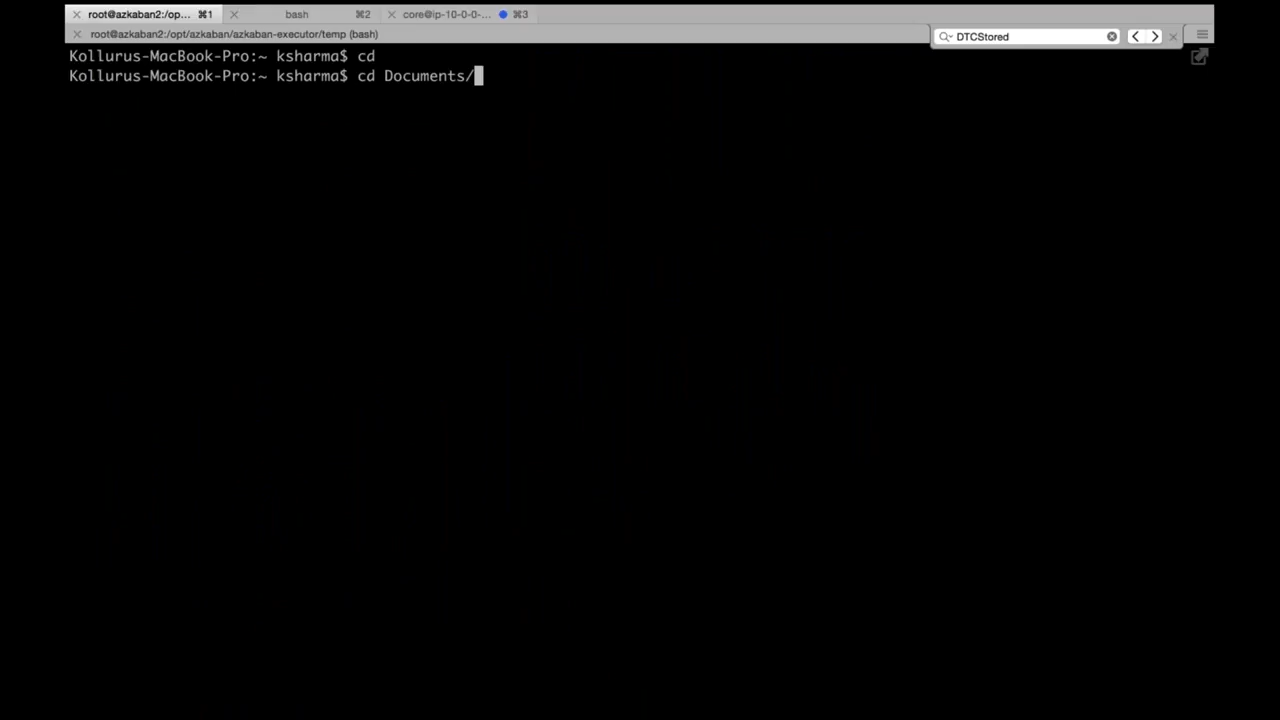 root@azkaban2:/op... ⌘1 bash ⌘2 core@ip-10-0-0-... ⌘3
root@azkaban2:/opt/azkaban/azkaban-executor/temp (bash)
DTCStored
Kollurus-MacBook-Pro:~ ksharma$ cd
Kollurus-MacBook-Pro:~ ksharma$ cd Documents/